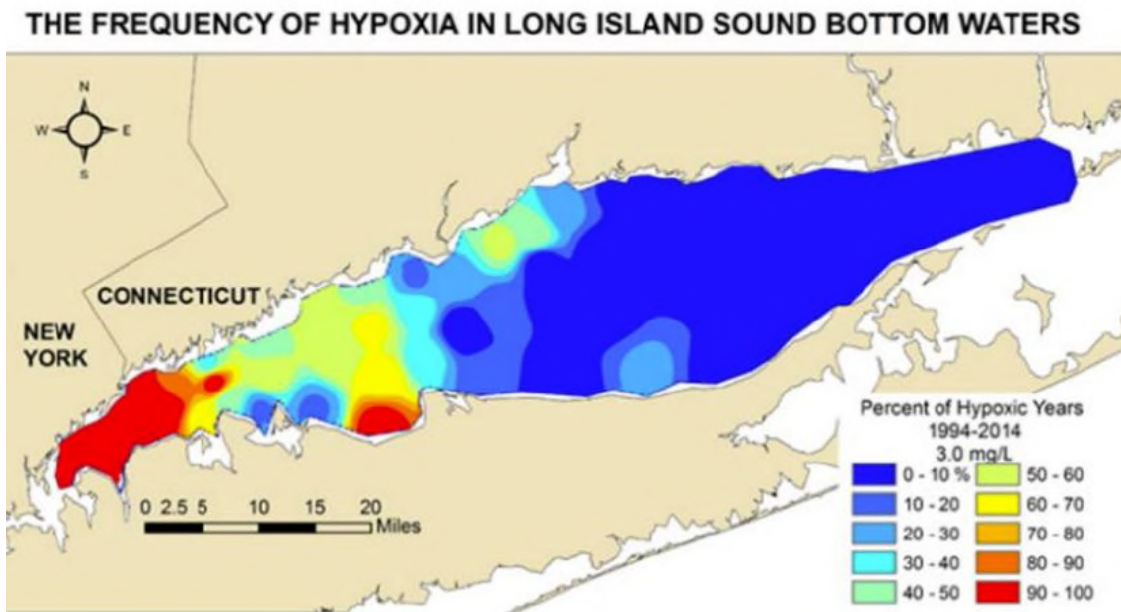 THE FREQUENCY OF HYPOXIA IN LONG ISLAND SOUND BOTTOM WATERS
N
W E
S
CONNECTICUT
NEW
YORK
0 2.5 5 10 15 20
Miles
Percent of Hypoxic Years
1994-2014
3.0 mg/L
0 - 10 % 50 - 60
10 - 20 60 - 70
20 - 30 70 - 80
30 - 40 80 - 90
40 - 50 90 - 100